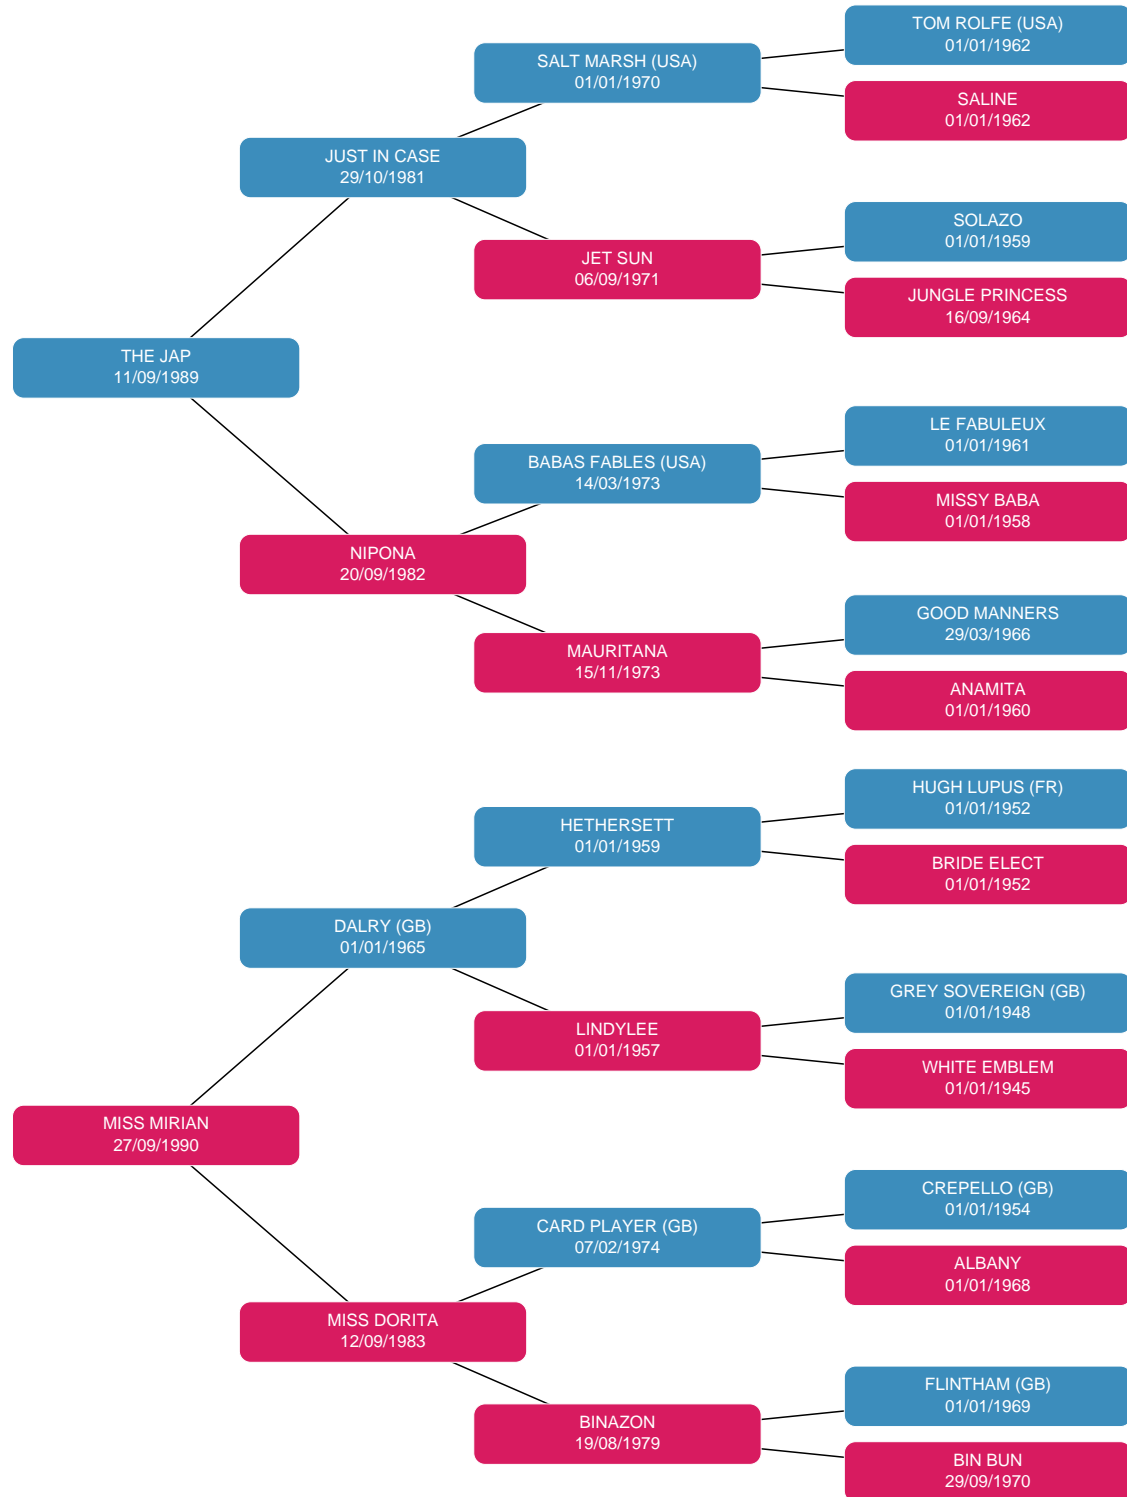 TOM ROLFE (USA)
01/01/1962
SALT MARSH (USA)
01/01/1970
SALINE
01/01/1962
JUST IN CASE
29/10/1981
SOLAZO
01/01/1959
JET SUN
06/09/1971
JUNGLE PRINCESS
16/09/1964
THE JAP
11/09/1989
LE FABULEUX
01/01/1961
BABAS FABLES (USA)
14/03/1973
MISSY BABA
01/01/1958
NIPONA
20/09/1982
GOOD MANNERS
29/03/1966
MAURITANA
15/11/1973
ANAMITA
01/01/1960
HUGH LUPUS (FR)
01/01/1952
HETHERSETT
01/01/1959
BRIDE ELECT
01/01/1952
DALRY (GB)
01/01/1965
GREY SOVEREIGN (GB)
01/01/1948
LINDYLEE
01/01/1957
WHITE EMBLEM
01/01/1945
MISS MIRIAN
27/09/1990
CREPELLO (GB)
01/01/1954
CARD PLAYER (GB)
07/02/1974
ALBANY
01/01/1968
MISS DORITA
12/09/1983
FLINTHAM (GB)
01/01/1969
BINAZON
19/08/1979
BIN BUN
29/09/1970